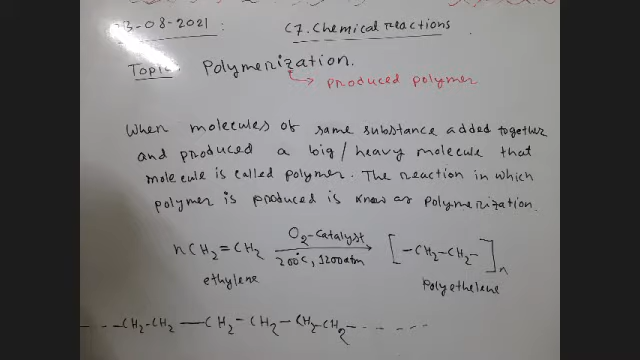 23-08-2021 C7. Chemical Reactions
Topic Polymerization.
→ produced polymer
When molecules of same substance added together
and produced a big/heavy molecule that
molecule is called polymer. The reaction in which
polymer is produced is know as polymerization.
nCH₂=CH₂ O₂-Catalyst 200°C, 1200atm → [-CH₂-CH₂-]n
ethylene Polyethelene
---CH₂-CH₂—CH₂-CH₂-CH₂-CH₂-----